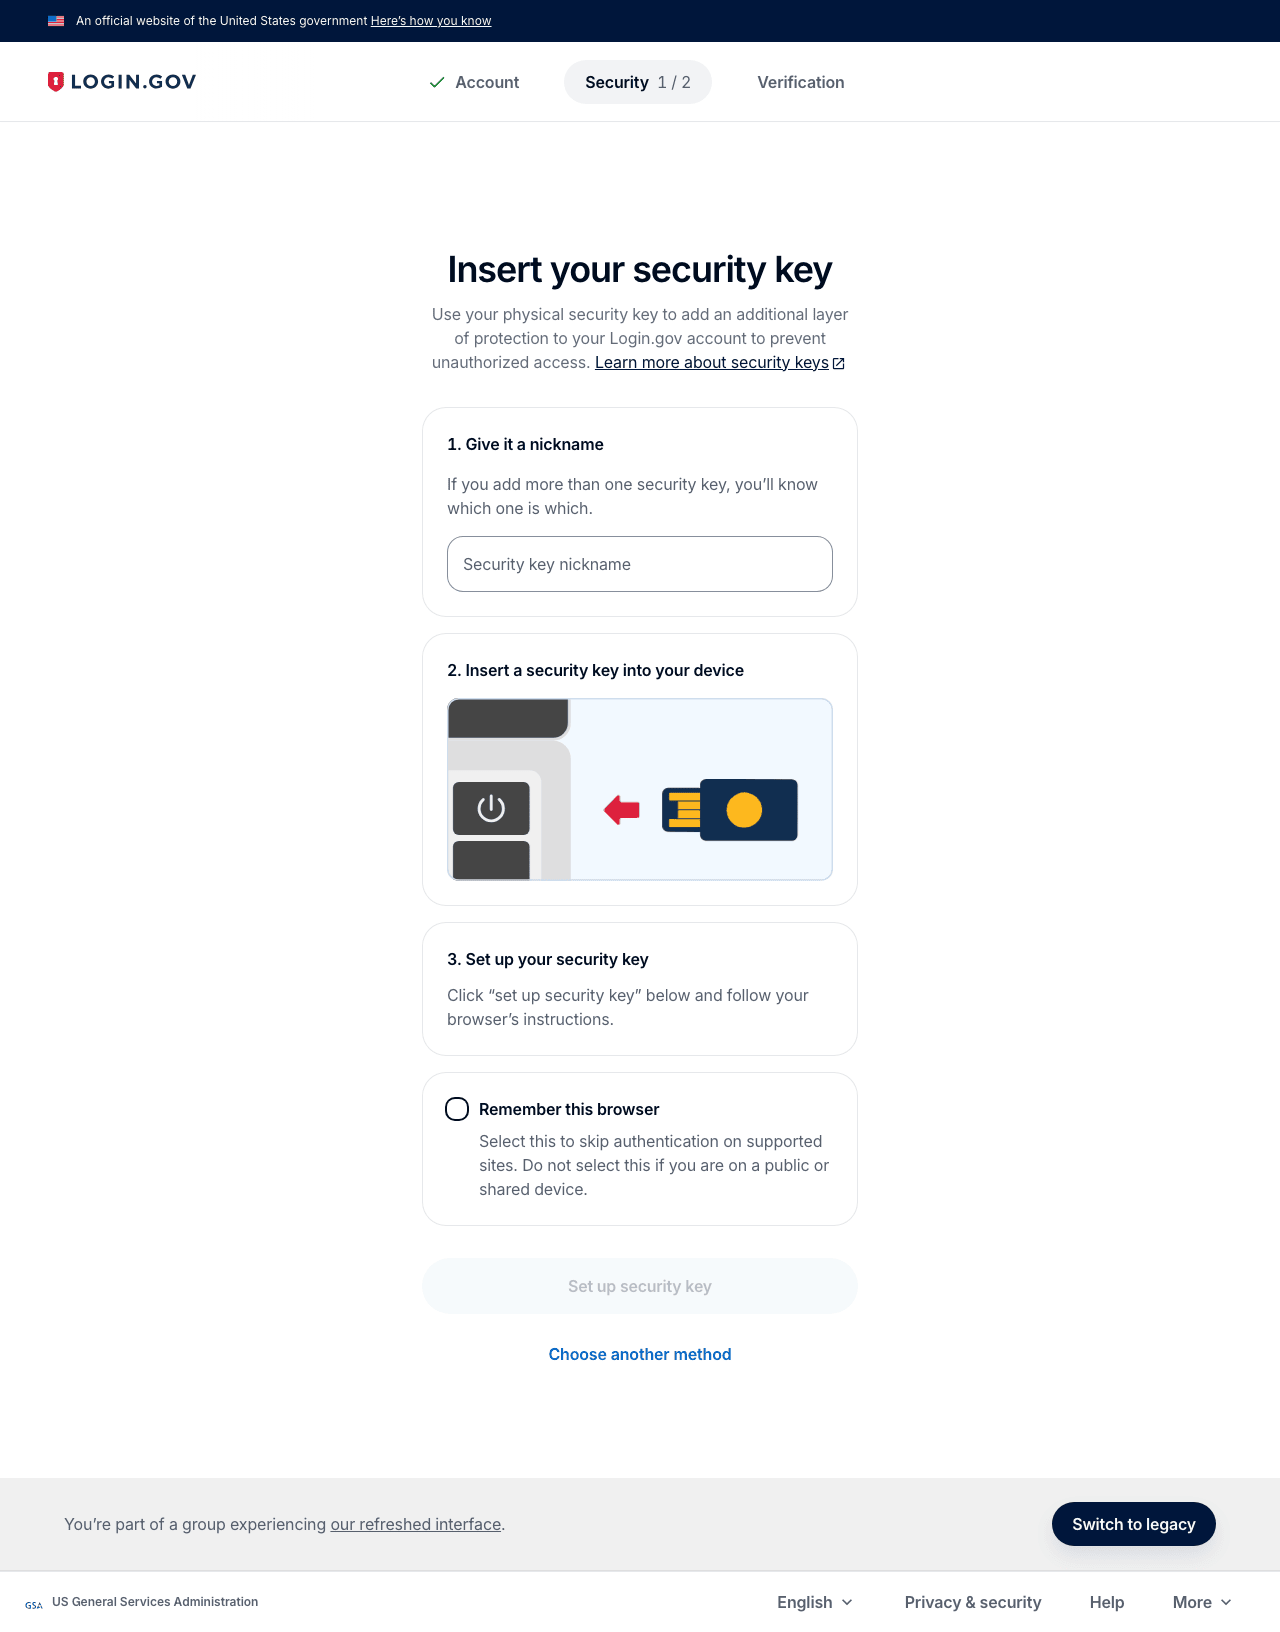 An official website of the United States government Here’s how you know
LOGIN.GOV
Account
Security 1 / 2
Verification
Insert your security key
Use your physical security key to add an additional layer
of protection to your Login.gov account to prevent
unauthorized access. Learn more about security keys
1. Give it a nickname
If you add more than one security key, you’ll know
which one is which.
Security key nickname
2. Insert a security key into your device
3. Set up your security key
Click “set up security key” below and follow your
browser’s instructions.
Remember this browser
Select this to skip authentication on supported
sites. Do not select this if you are on a public or
shared device.
Set up security key
Choose another method
You’re part of a group experiencing our refreshed interface.
Switch to legacy
GSA US General Services Administration
English
Privacy & security
Help
More